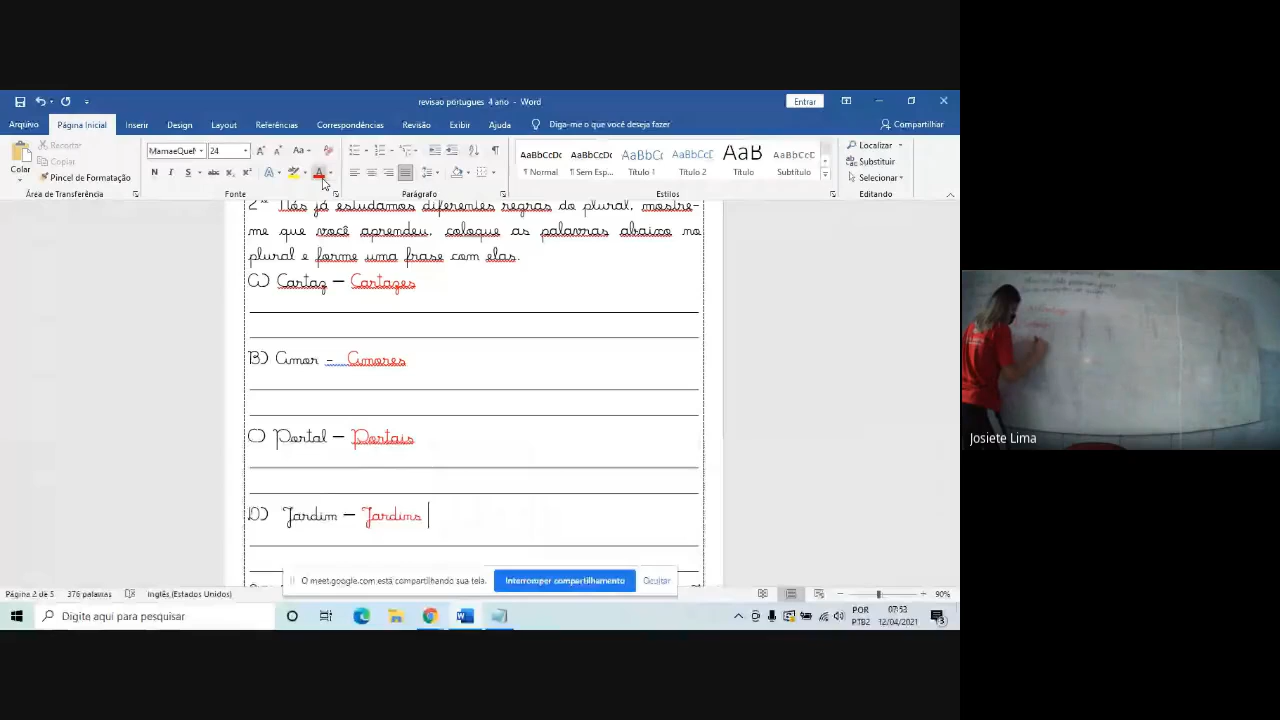 revisao portugues 4 ano - Word
Entrar
Arquivo Página Inicial Inserir Design Layout Referências Correspondências Revisão Exibir Ajuda Diga-me o que você deseja fazer Compartilhar
Colar
Recortar
Copiar
Pincel de Formatação
Área de Transferência
24
Fonte
Parágrafo
AaBbCcDc AaBbCcDc AaBbCc AaBbCcD AaB AaBbCcD
¶ Normal ¶ Sem Esp... Título 1 Título 2 Título Subtítulo
Estilos
Localizar
Substituir
Selecionar
Editando
2ª Nós já estudamos diferentes regras do plural, mostre-
me que você aprendeu, coloque as palavras abaixo no
plural e forme uma frase com elas.
A) Cartaz – Cartazes
B) Amor - Amores
C) Portal – Portais
D) Jardim – Jardins
O meet.google.com está compartilhando sua tela.
Interromper compartilhamento
Ocultar
Página 2 de 5 376 palavras Inglês (Estados Unidos) 90%
Digite aqui para pesquisar
POR
PTB2
07:53
12/04/2021
3
Josiete Lima